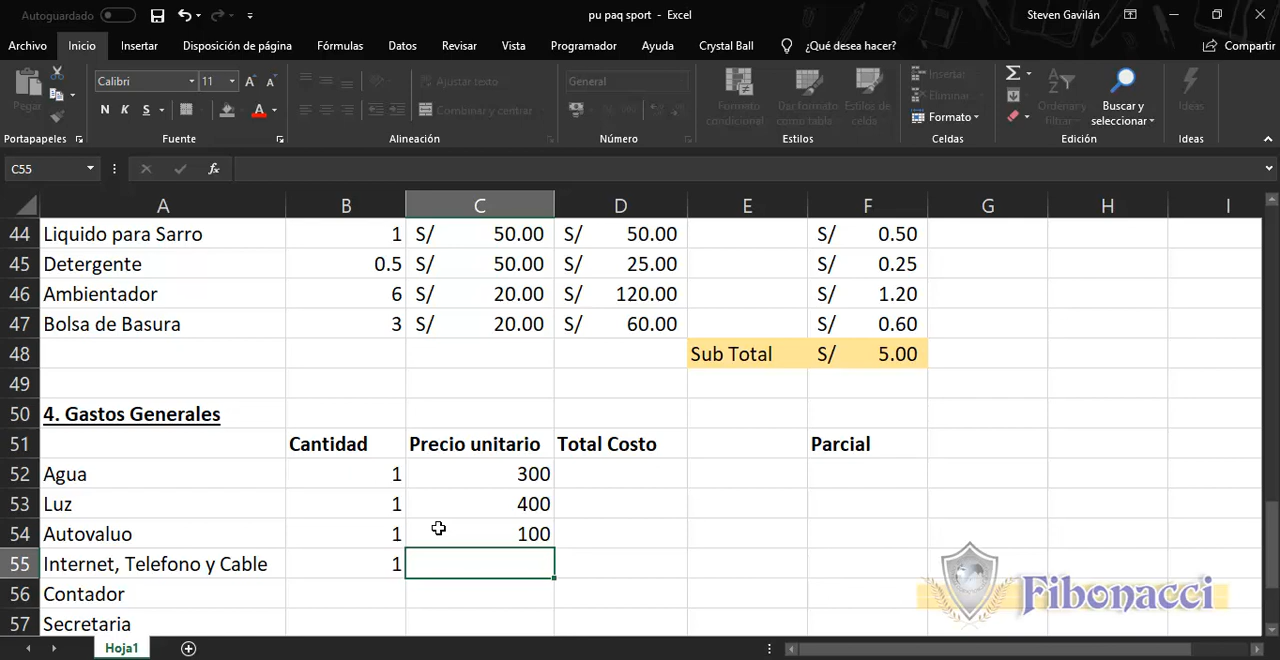 Autoguardado
pu paq sport - Excel
Steven Gavilán
Archivo Inicio Insertar Disposición de página Fórmulas Datos Revisar Vista Programador Ayuda Crystal Ball ¿Qué desea hacer? Compartir
Pegar
Calibri 11 A A
N K S A
Ajustar texto
Combinar y centrar
General
Formato condicional
Dar formato como tabla
Estilos de celda
Insertar
Eliminar
Formato
Ordenar y filtrar
Buscar y seleccionar
Ideas
Portapapeles Fuente Alineación Número Estilos Celdas Edición Ideas
C55 fx
A B C D E F G H I
44 Liquido para Sarro 1 S/ 50.00 S/ 50.00 S/ 0.50
45 Detergente 0.5 S/ 50.00 S/ 25.00 S/ 0.25
46 Ambientador 6 S/ 20.00 S/ 120.00 S/ 1.20
47 Bolsa de Basura 3 S/ 20.00 S/ 60.00 S/ 0.60
48 Sub Total S/ 5.00
49
50 4. Gastos Generales
51 Cantidad Precio unitario Total Costo Parcial
52 Agua 1 300
53 Luz 1 400
54 Autovaluo 1 100
55 Internet, Telefono y Cable 1
56 Contador
57 Secretaria
Fibonacci
Hoja1